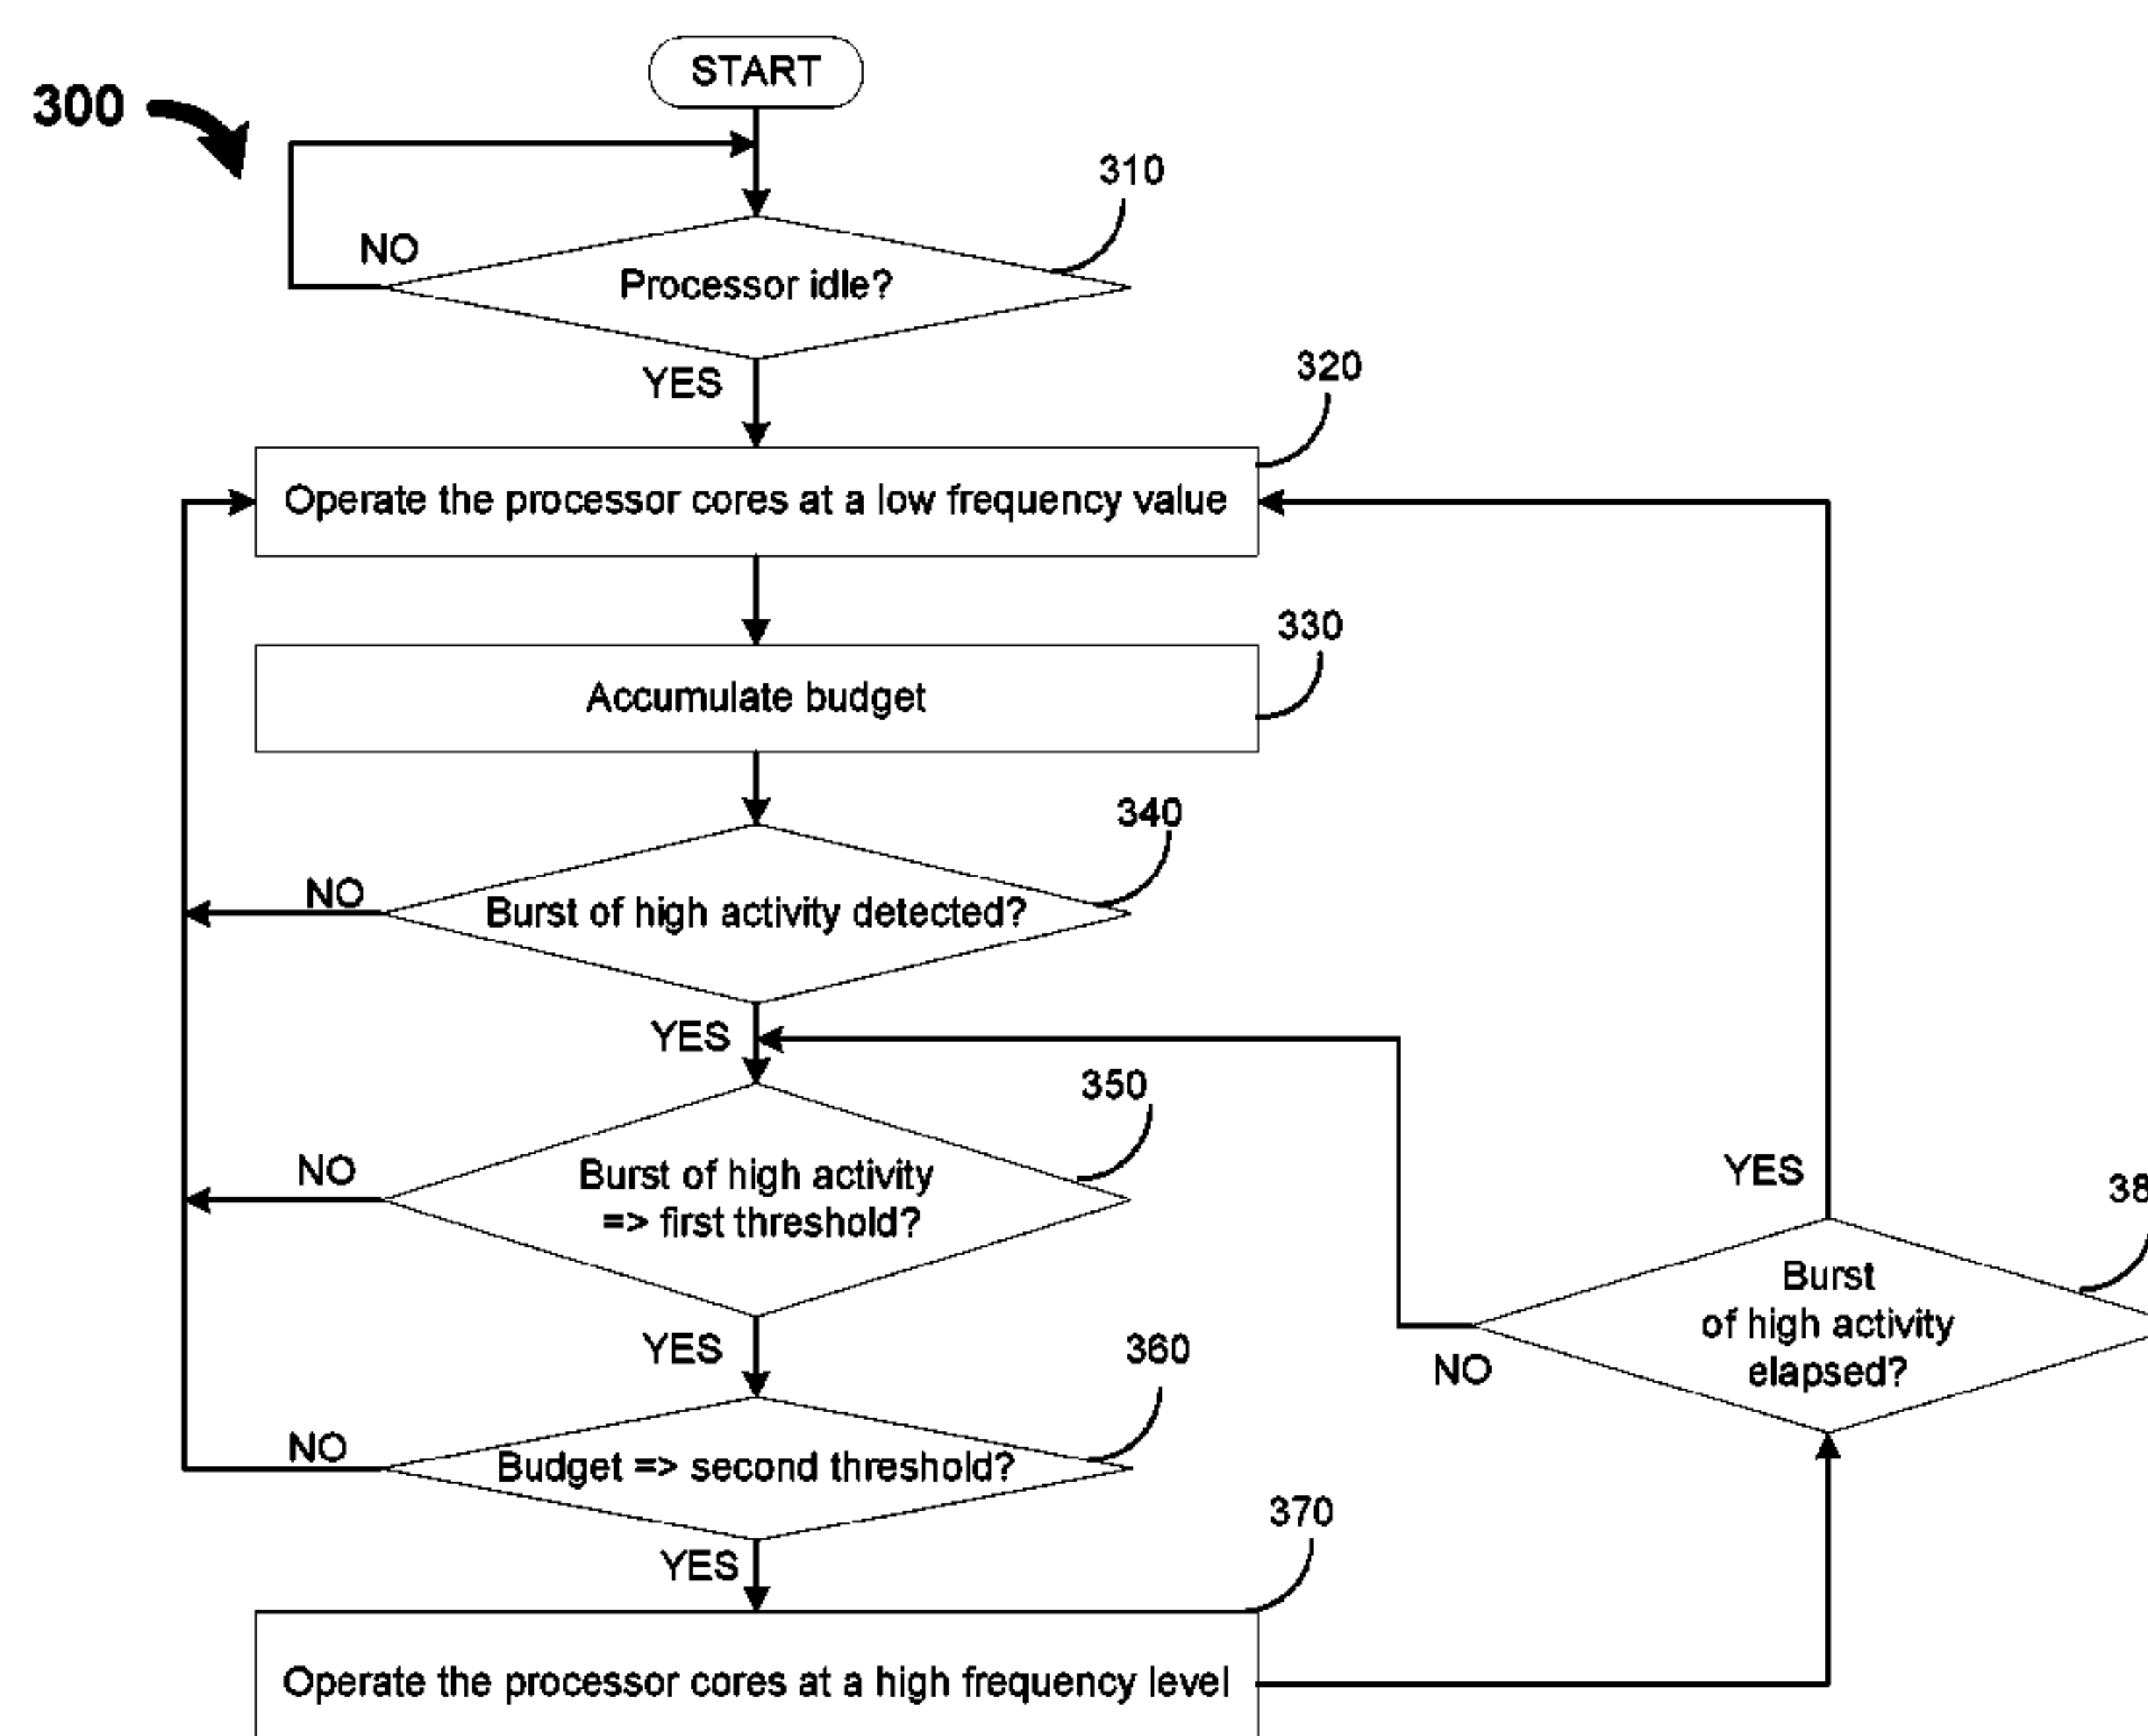 START
300
310
NO
Processor idle?
YES
320
Operate the processor cores at a low frequency value
330
Accumulate budget
340
NO
Burst of high activity detected?
YES
350
NO
Burst of high activity
=> first threshold?
YES
38
Burst
of high activity
elapsed?
NO
YES
360
NO
Budget => second threshold?
YES
370
Operate the processor cores at a high frequency level